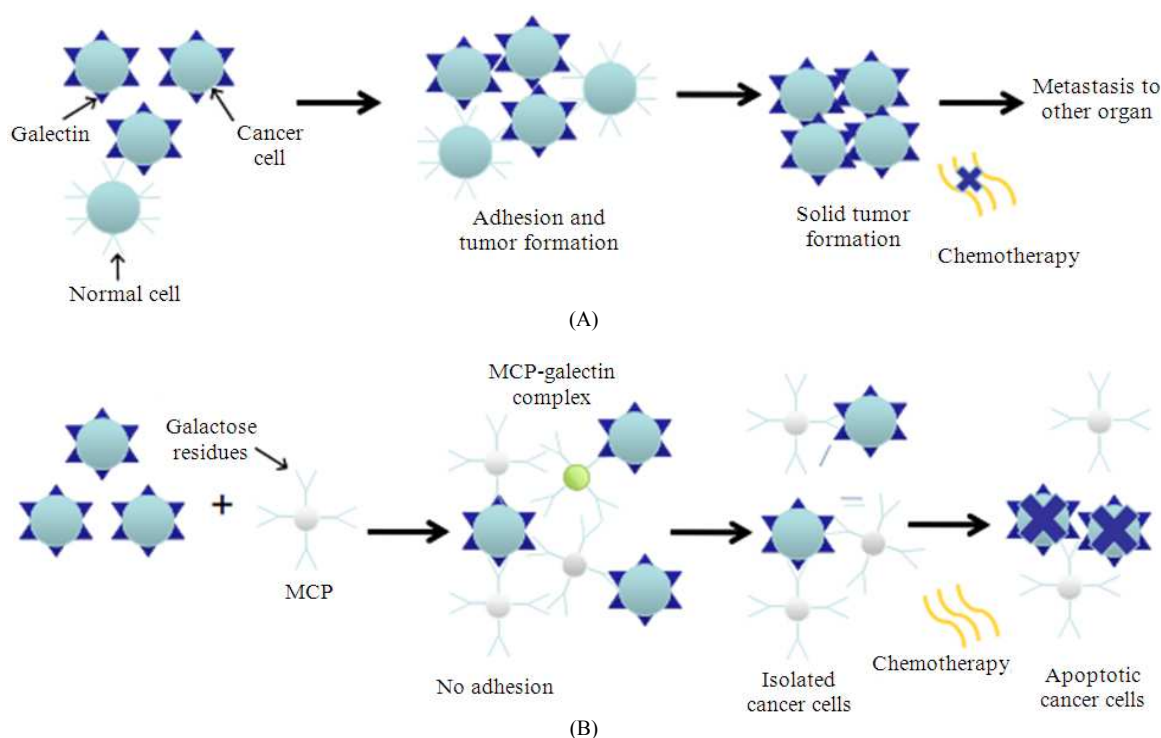 Galectin
Cancer
cell
Normal cell
Adhesion and
tumor formation
Solid tumor
formation
Metastasis to
other organ
Chemotherapy
(A)
MCP-galectin
complex
Galactose
residues
+
MCP
No adhesion
Isolated
cancer cells
Chemotherapy
Apoptotic
cancer cells
(B)